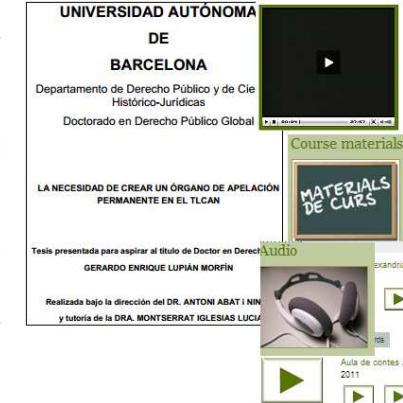 UNIVERSIDAD AUTÓNOMA
DE
BARCELONA
Departamento de Derecho Público y de Cie
Histórico-Jurídicas
Doctorado en Derecho Público Global
LA NECESIDAD DE CREAR UN ÓRGANO DE APELACIÓN
PERMANENTE EN EL TLCAN
Tesis presentada para aspirar al título de Doctor en Derech
GERARDO ENRIQUE LUPIÁN MORFÍN
Realizada bajo la dirección del DR. ANTONI ABAT i NIN
y tutoría de la DRA. MONTSERRAT IGLESIAS LUCIA
Course materials
MATERIALS
DE CURS
Audio
exandria
Aula de contes
2011